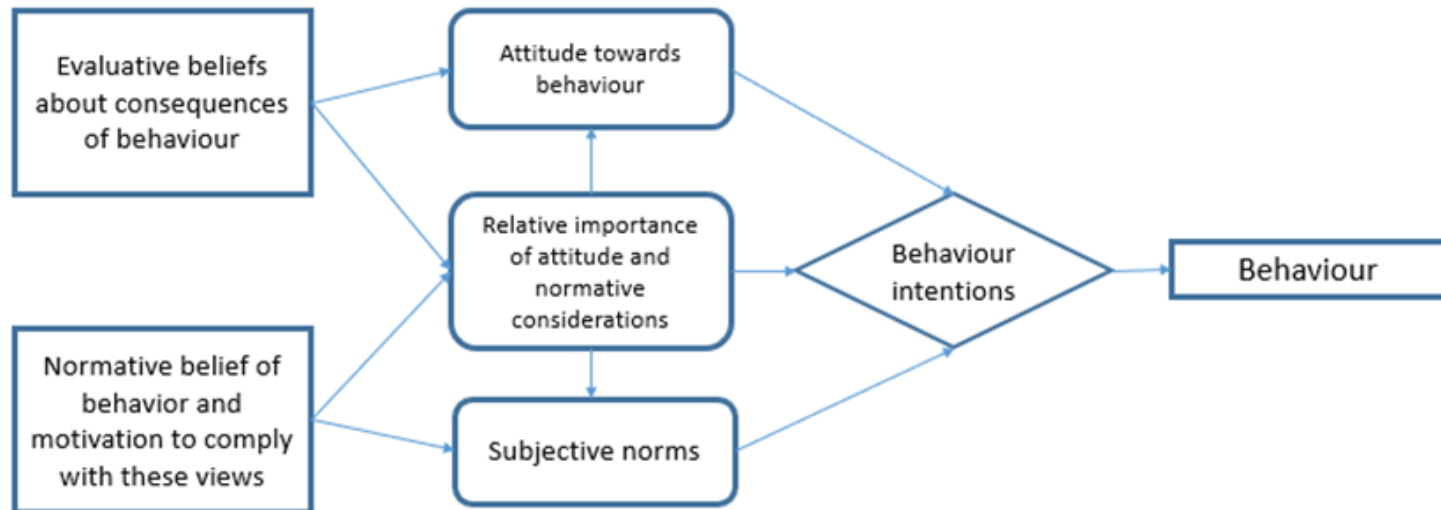 Evaluative beliefs
about consequences
of behaviour
Attitude towards
behaviour
Relative importance
of attitude and
normative
considerations
Normative belief of
behavior and
motivation to comply
with these views
Subjective norms
Behaviour
intentions
Behaviour